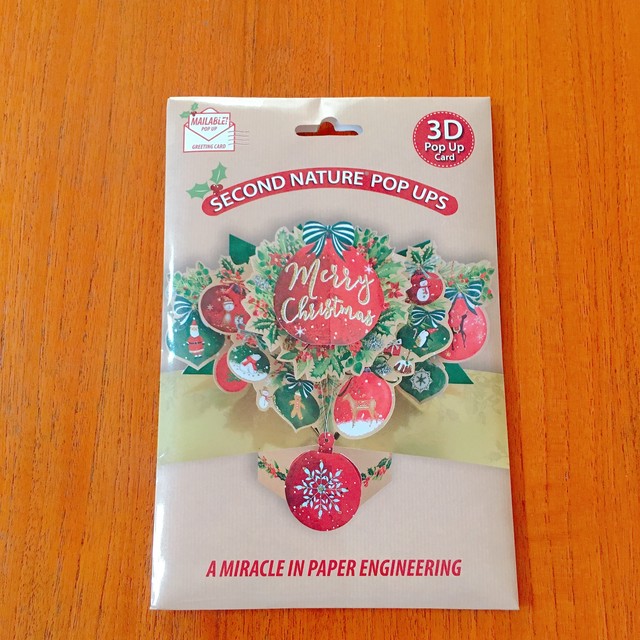 MAILABLE!
POP UP
GREETING CARD
3D
Pop Up
Card
SECOND NATURE® POP UPS
Merry
Christmas
A MIRACLE IN PAPER ENGINEERING